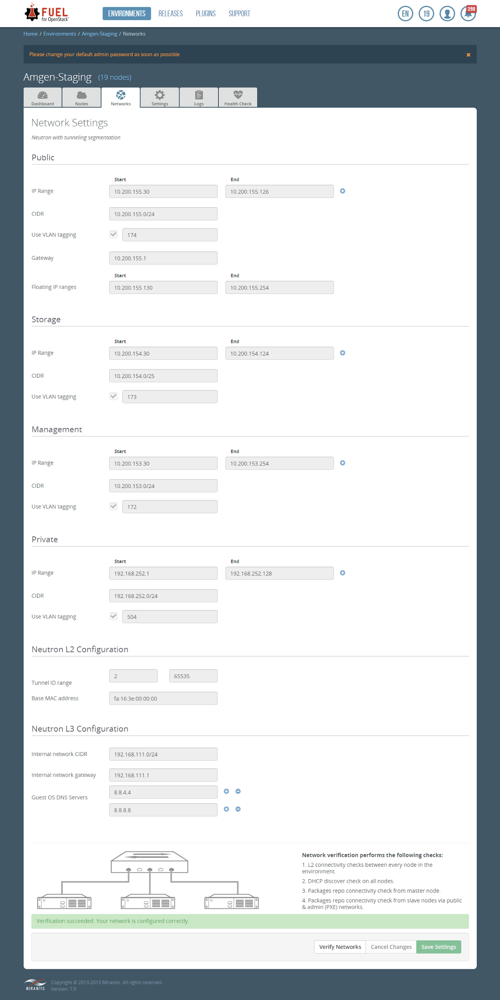 FUEL
for OpenStack
ENVIRONMENTS RELEASES PLUGINS SUPPORT
EN 19 398
Home / Environments / Amgen-Staging / Networks
Please change your default admin password as soon as possible
Amgen-Staging (19 nodes)
Dashboard Nodes Networks Settings Logs Health Check
Network Settings
Neutron with tunneling segmentation
Public
Start End
IP Range 10.200.155.30 10.200.155.126
CIDR 10.200.155.0/24
Use VLAN tagging 174
Gateway 10.200.155.1
Start End
Floating IP ranges 10.200.155.130 10.200.155.254
Storage
Start End
IP Range 10.200.154.30 10.200.154.124
CIDR 10.200.154.0/25
Use VLAN tagging 173
Management
Start End
IP Range 10.200.153.30 10.200.153.254
CIDR 10.200.153.0/24
Use VLAN tagging 172
Private
Start End
IP Range 192.168.252.1 192.168.252.128
CIDR 192.168.252.0/24
Use VLAN tagging 504
Neutron L2 Configuration
Tunnel ID range 2 65535
Base MAC address fa:16:3e:00:00:00
Neutron L3 Configuration
Internal network CIDR 192.168.111.0/24
Internal network gateway 192.168.111.1
Guest OS DNS Servers 8.8.4.4
8.8.8.8
Network verification performs the following checks:
1. L2 connectivity checks between every node in the
environment.
2. DHCP discover check on all nodes.
3. Packages repo connectivity check from master node.
4. Packages repo connectivity check from slave nodes via public
& admin (PXE) networks.
Verification succeeded. Your network is configured correctly.
Verify Networks Cancel Changes Save Settings
MIRANTIS
Copyright © 2013-2015 Mirantis. All rights reserved.
Version: 7.0